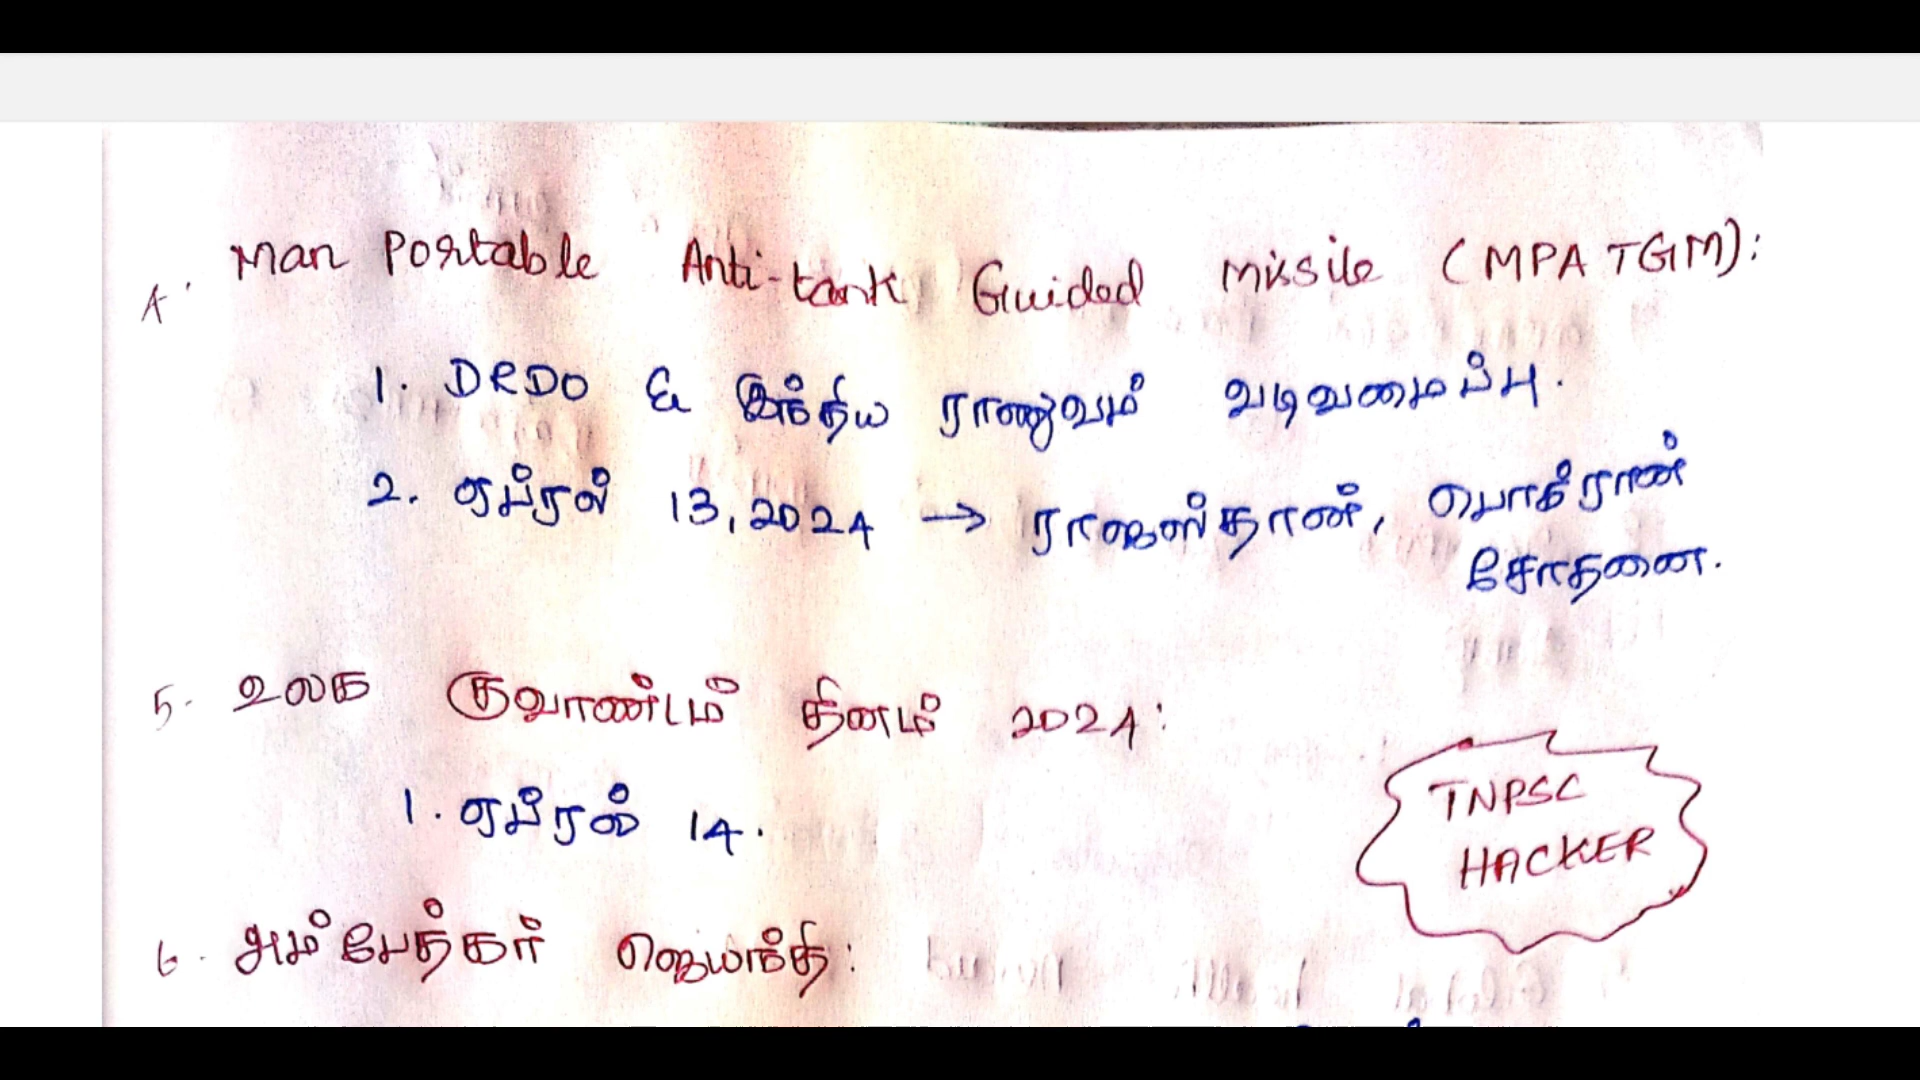 4. Man Portable Anti-tank Guided Missile (MPATGM):
1. DRDO & இந்திய ராணுவம் வடிவமைப்பு.
2. ஏப்ரல் 13, 2024 → ராஜஸ்தான், பொக்ரான்
சோதனை.
5. உலக குவாண்டம் தினம் 2024:
1. ஏப்ரல் 14.
TNPSC
HACKER
6. அம்பேத்கர் ஜெயந்தி: